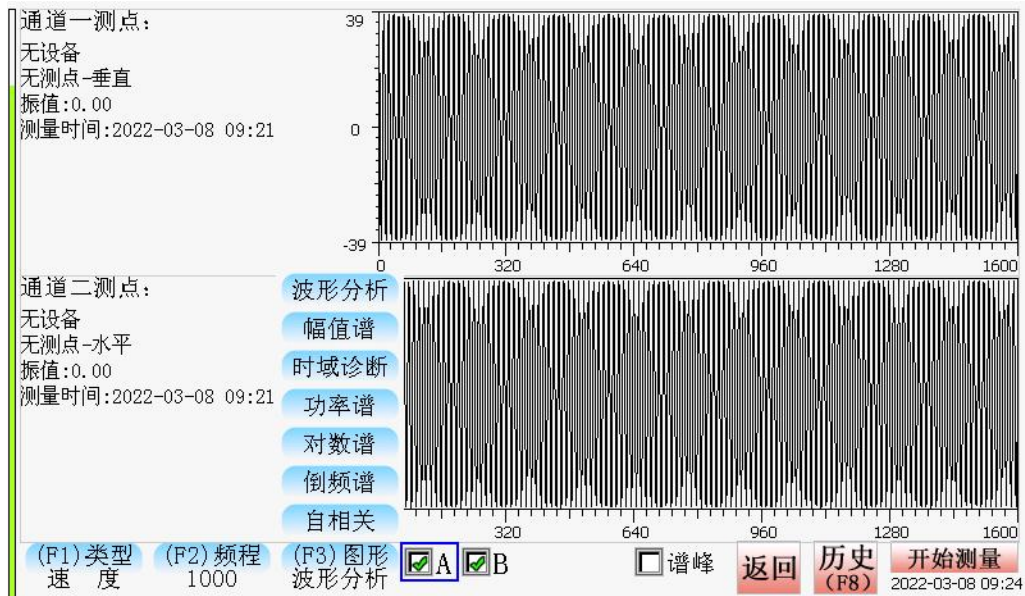 通道一测点:
无设备
无测点-垂直
振值:0.00
测量时间:2022-03-08 09:21
39
0
-39
0 320 640 960 1280 1600
通道二测点:
无设备
无测点-水平
振值:0.00
测量时间:2022-03-08 09:21
波形分析
幅值谱
时域诊断
功率谱
对数谱
倒频谱
自相关
320 640 960 1280 1600
(F1)类型
速 度
(F2)频程
1000
(F3)图形
波形分析
A
B
谱峰
返回
历史
(F8)
开始测量
2022-03-08 09:24